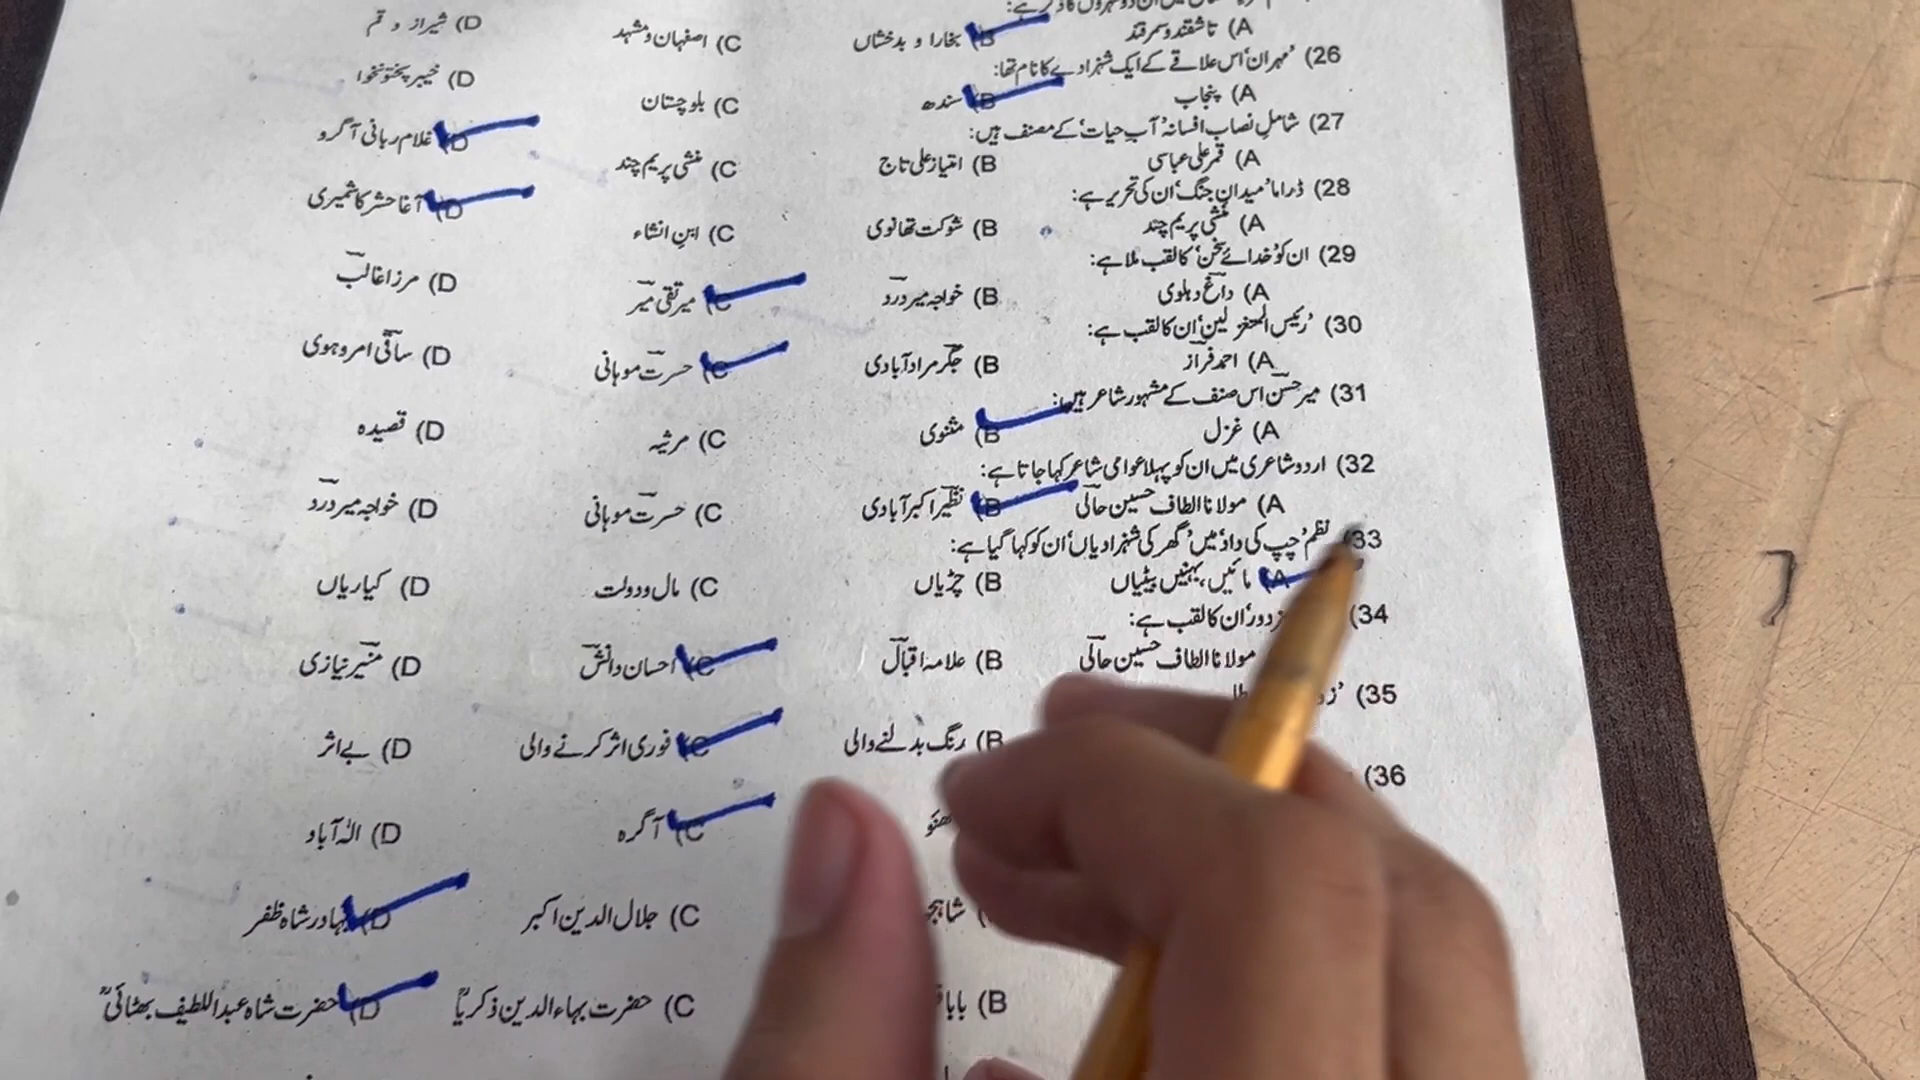 A) تاشقند و سمرقند B) بخارا و بدخشاں C) اصفہان و مشہد D) شیراز و قم
26) 'مہران' اس علاقے کے ایک شہزادے کا نام تھا:
A) پنجاب B) سندھ C) بلوچستان D) خیبر پختونخوا
27) شاملِ نصاب افسانہ 'آبِ حیات' کے مصنف ہیں:
A) قمر علی عباسی B) امتیاز علی تاج C) منشی پریم چند D) غلام ربانی آگرو
28) ڈراما 'میدانِ جنگ' ان کی تحریر ہے:
A) منشی پریم چند B) شوکت تھانوی C) ابنِ انشاء D) آغا حشر کاشمیری
29) ان کو 'خدائے سخن' کا لقب ملا ہے:
A) داغؔ دہلوی B) خواجہ میر دردؔ C) میر تقی میرؔ D) مرزا غالبؔ
30) 'رئیس المتغزلین' ان کا لقب ہے:
A) احمد فرازؔ B) جگرؔ مراد آبادی C) حسرتؔ موہانی D) ساقیؔ امروہوی
31) میر حسنؔ اس صنف کے مشہور شاعر ہیں:
A) غزل B) مثنوی C) مرثیہ D) قصیدہ
32) اردو شاعری میں ان کو پہلا عوامی شاعر کہا جاتا ہے:
A) مولانا الطاف حسین حالیؔ B) نظیرؔ اکبر آبادی C) حسرتؔ موہانی D) خواجہ میر دردؔ
33) نظم 'چپ کی داد' میں 'گھر کی شہزادیاں' ان کو کہا گیا ہے:
A) مائیں، بہنیں بیٹیاں B) چڑیاں C) مال و دولت D) کیاریاں
34) ان کا لقب ہے:
مولانا الطاف حسین حالیؔ B) علامہ اقبالؔ C) احسان دانشؔ D) منیرؔ نیازی
35)
B) رنگ بدلنے والی C) فوری اثر کرنے والی D) بے اثر
36)
C) آگرہ D) الٰہ آباد
C) جلال الدین اکبر D) بہادر شاہ ظفر
B) بابا C) حضرت بہاء الدین ذکریاؒ D) حضرت شاہ عبداللطیف بھٹائیؒ